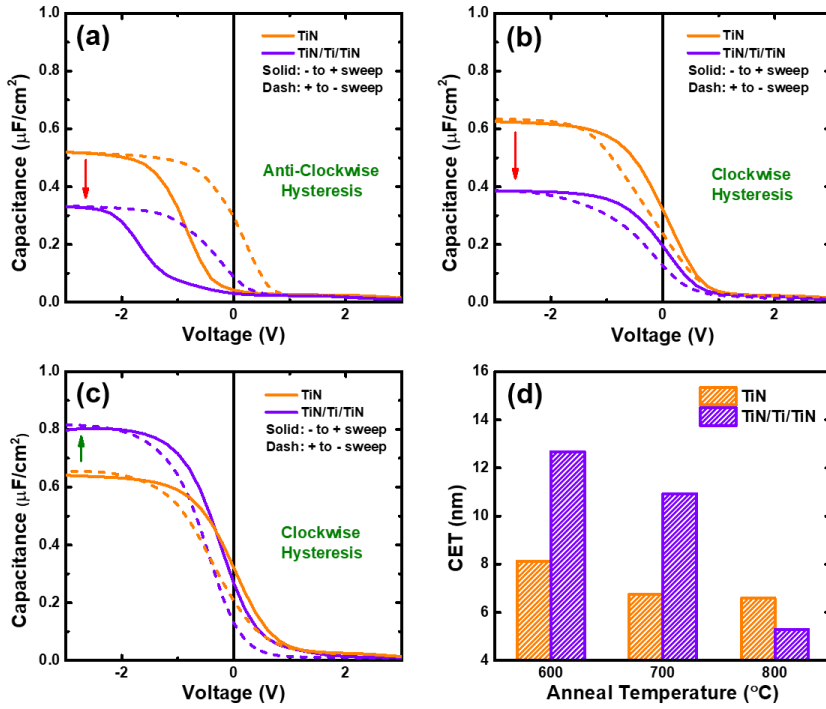 (a)
TiN
TiN/Ti/TiN
Solid: - to + sweep
Dash: + to - sweep
Anti-Clockwise
Hysteresis
Capacitance (μF/cm²)
1.0
0.8
0.6
0.4
0.2
0.0
-2
0
2
Voltage (V)
(b)
TiN
TiN/Ti/TiN
Solid: - to + sweep
Dash: + to - sweep
Clockwise
Hysteresis
Capacitance (μF/cm²)
1.0
0.8
0.6
0.4
0.2
0.0
-2
0
2
Voltage (V)
(c)
TiN
TiN/Ti/TiN
Solid: - to + sweep
Dash: + to - sweep
Clockwise
Hysteresis
Capacitance (μF/cm²)
1.0
0.8
0.6
0.4
0.2
0.0
-2
0
2
Voltage (V)
(d)
TiN
TiN/Ti/TiN
CET (nm)
16
14
12
10
8
6
4
600
700
800
Anneal Temperature (°C)